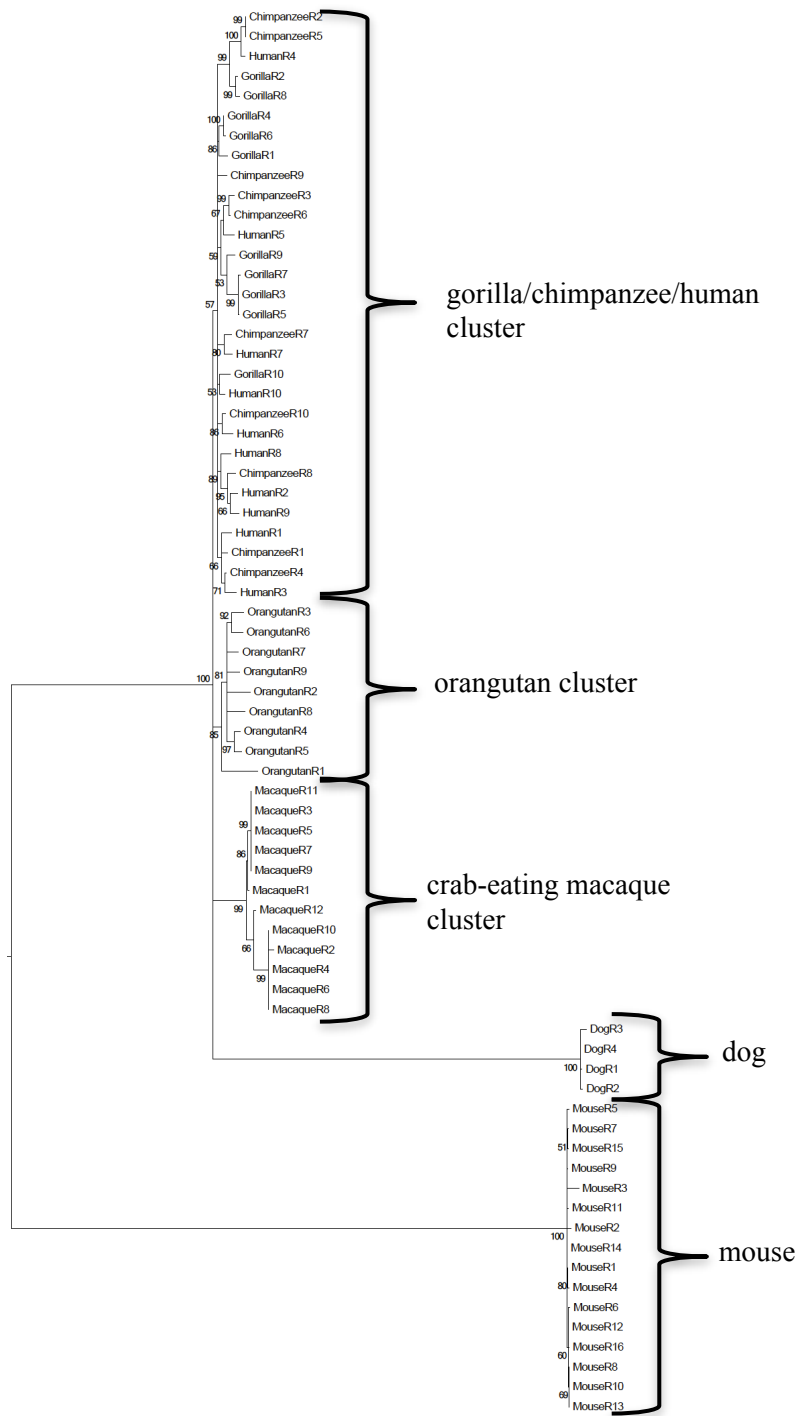 99
ChimpanzeeR2
ChimpanzeeR5
100
99
HumanR4
GorillaR2
99
GorillaR8
GorillaR4
100
GorillaR6
86
GorillaR1
ChimpanzeeR9
99
ChimpanzeeR3
67
ChimpanzeeR6
HumanR5
59
GorillaR9
GorillaR7
53
GorillaR3
57
99
GorillaR5
gorilla/chimpanzee/human
cluster
ChimpanzeeR7
80
HumanR7
GorillaR10
53
HumanR10
ChimpanzeeR10
86
HumanR6
HumanR8
89
ChimpanzeeR8
95
HumanR2
66
HumanR9
HumanR1
66
ChimpanzeeR1
ChimpanzeeR4
71
HumanR3
92
OrangutanR3
OrangutanR6
OrangutanR7
100
81
OrangutanR9
orangutan cluster
OrangutanR2
OrangutanR8
85
OrangutanR4
97
OrangutanR5
OrangutanR1
MacaqueR11
MacaqueR3
99
MacaqueR5
86
MacaqueR7
MacaqueR9
crab-eating macaque
cluster
MacaqueR1
99
MacaqueR12
MacaqueR10
66
MacaqueR2
MacaqueR4
99
MacaqueR6
MacaqueR8
DogR3
DogR4
dog
100
DogR1
DogR2
MouseR5
MouseR7
51
MouseR15
MouseR9
MouseR3
MouseR11
MouseR2
100
MouseR14
mouse
MouseR1
80
MouseR4
MouseR6
MouseR12
MouseR16
60
MouseR8
MouseR10
69
MouseR13